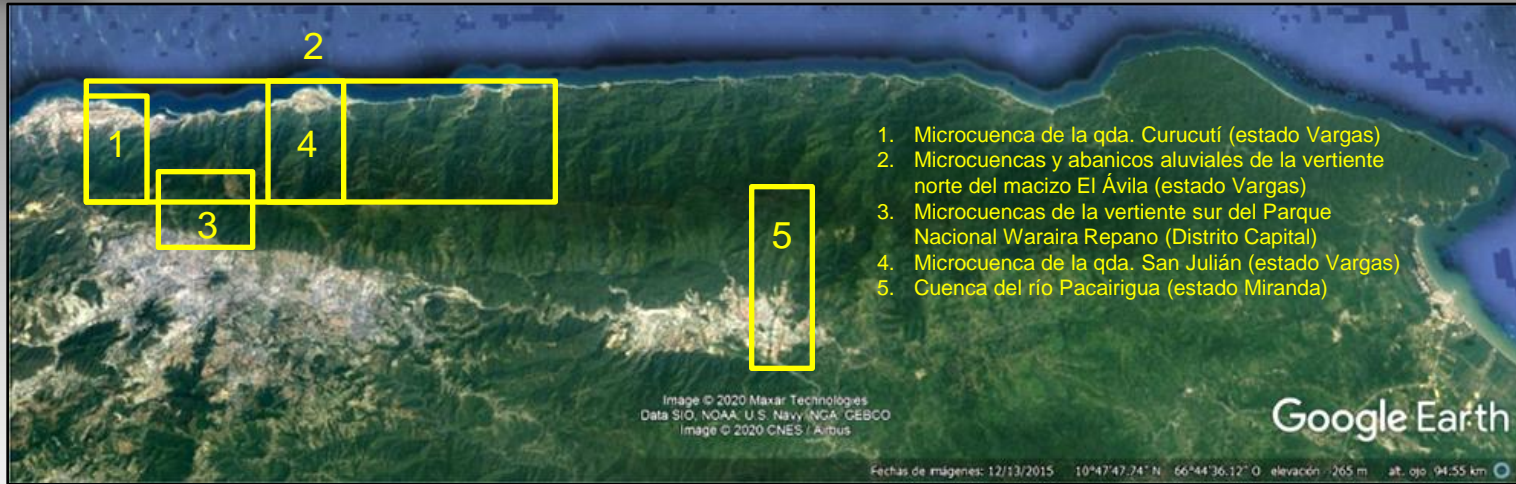 2
1
4
3
5
1. Microcuenca de la qda. Curucutí (estado Vargas)
2. Microcuencas y abanicos aluviales de la vertiente
norte del macizo El Ávila (estado Vargas)
3. Microcuencas de la vertiente sur del Parque
Nacional Waraira Repano (Distrito Capital)
4. Microcuenca de la qda. San Julián (estado Vargas)
5. Cuenca del río Pacairigua (estado Miranda)
Image © 2020 Maxar Technologies
Data SIO, NOAA, U.S. Navy, NGA, GEBCO
Image © 2020 CNES / Airbus
Google Earth
Fechas de imágenes: 12/13/2015 10°47'47.74" N 66°44'36.12" O elevación 265 m alt. ojo 94.55 km